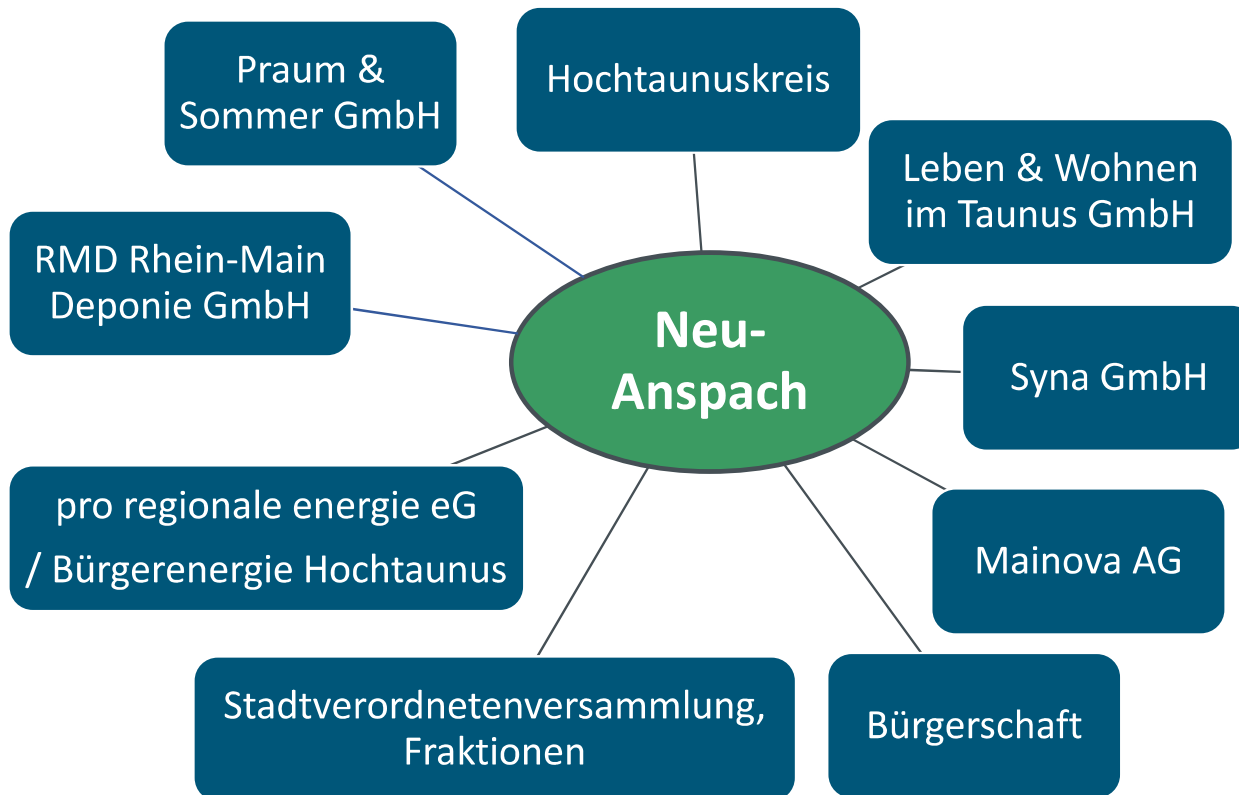 Praum &
Sommer GmbH
Hochtaunuskreis
Leben & Wohnen
im Taunus GmbH
RMD Rhein-Main
Deponie GmbH
Neu-
Anspach
Syna GmbH
pro regionale energie eG
/ Bürgerenergie Hochtaunus
Mainova AG
Stadtverordnetenversammlung,
Fraktionen
Bürgerschaft